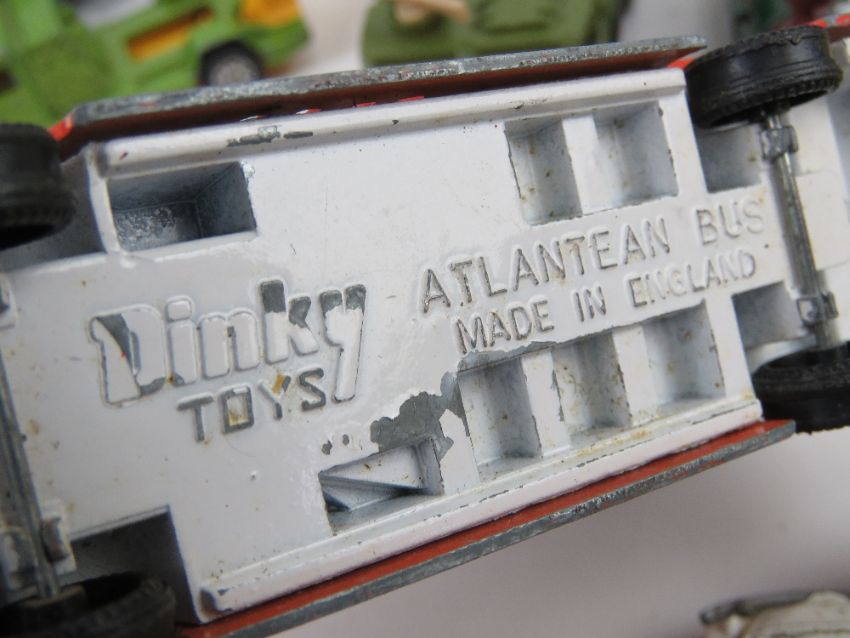 Dinky
TOYS
ATLANTEAN BUS
MADE IN ENGLAND